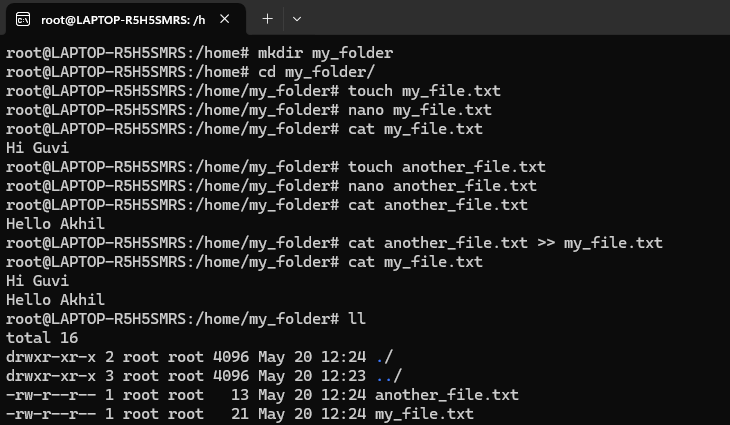 root@LAPTOP-R5H5SMRS: /h
root@LAPTOP-R5H5SMRS:/home# mkdir my_folder
root@LAPTOP-R5H5SMRS:/home# cd my_folder/
root@LAPTOP-R5H5SMRS:/home/my_folder# touch my_file.txt
root@LAPTOP-R5H5SMRS:/home/my_folder# nano my_file.txt
root@LAPTOP-R5H5SMRS:/home/my_folder# cat my_file.txt
Hi Guvi
root@LAPTOP-R5H5SMRS:/home/my_folder# touch another_file.txt
root@LAPTOP-R5H5SMRS:/home/my_folder# nano another_file.txt
root@LAPTOP-R5H5SMRS:/home/my_folder# cat another_file.txt
Hello Akhil
root@LAPTOP-R5H5SMRS:/home/my_folder# cat another_file.txt >> my_file.txt
root@LAPTOP-R5H5SMRS:/home/my_folder# cat my_file.txt
Hi Guvi
Hello Akhil
root@LAPTOP-R5H5SMRS:/home/my_folder# ll
total 16
drwxr-xr-x 2 root root 4096 May 20 12:24 ./
drwxr-xr-x 3 root root 4096 May 20 12:23 ../
-rw-r--r-- 1 root root   13 May 20 12:24 another_file.txt
-rw-r--r-- 1 root root   21 May 20 12:24 my_file.txt